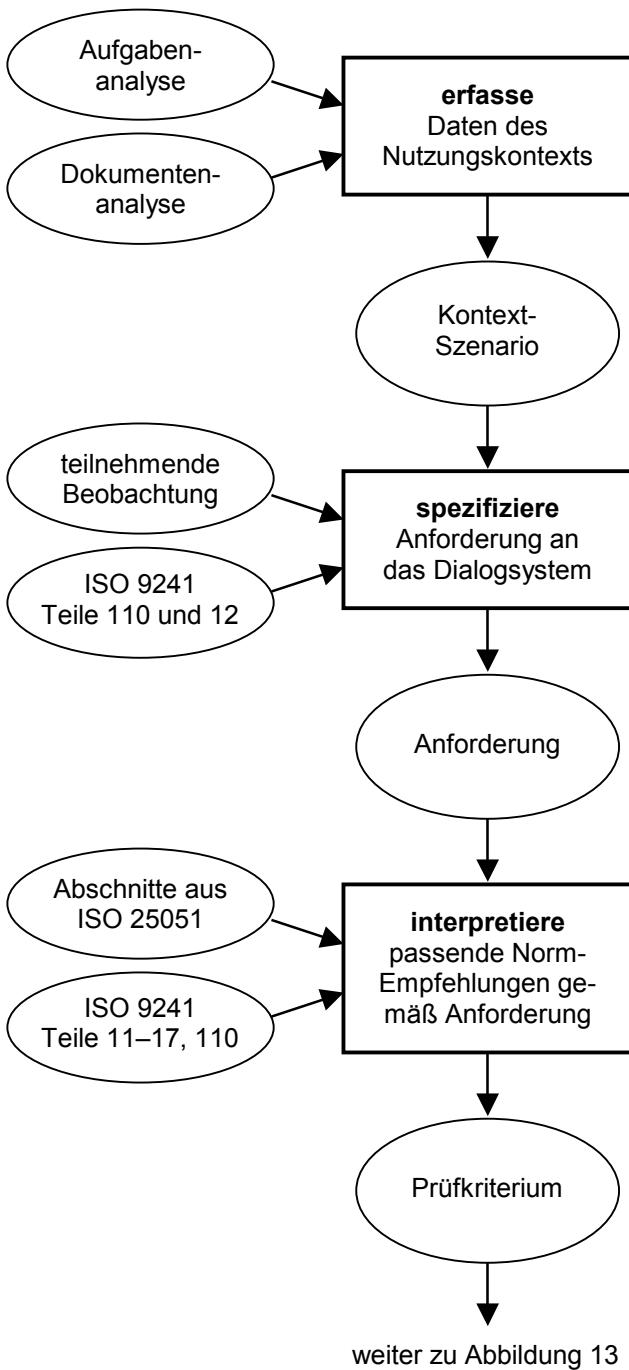 Aufgaben-
analyse
erfasse
Daten des
Nutzungskontexts
Dokumenten-
analyse
Kontext-
Szenario
teilnehmende
Beobachtung
spezifiziere
Anforderung an
das Dialogsystem
ISO 9241
Teile 110 und 12
Anforderung
Abschnitte aus
ISO 25051
interpretiere
passende Norm-
Empfehlungen ge-
mäß Anforderung
ISO 9241
Teile 11–17, 110
Prüfkriterium
weiter zu Abbildung 13